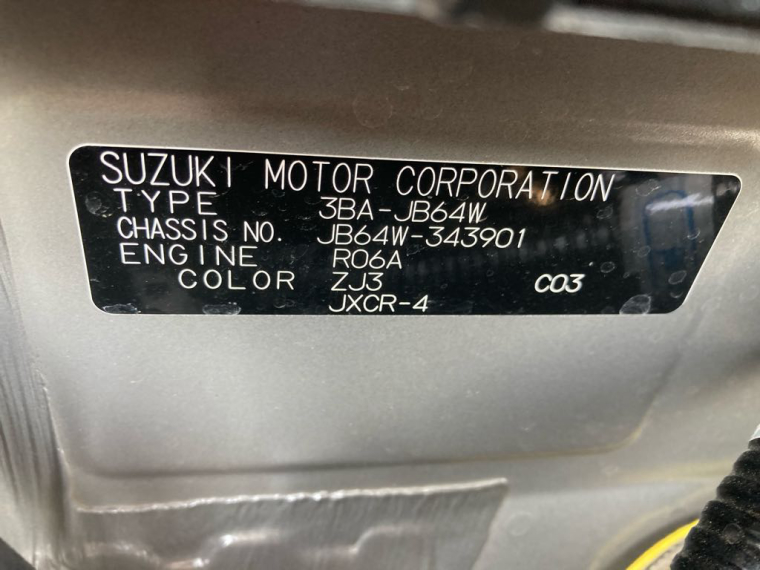 SUZUKI MOTOR CORPORATION
TYPE 3BA-JB64W
CHASSIS NO. JB64W-343901
ENGINE R06A
COLOR ZJ3 C03
JXCR-4